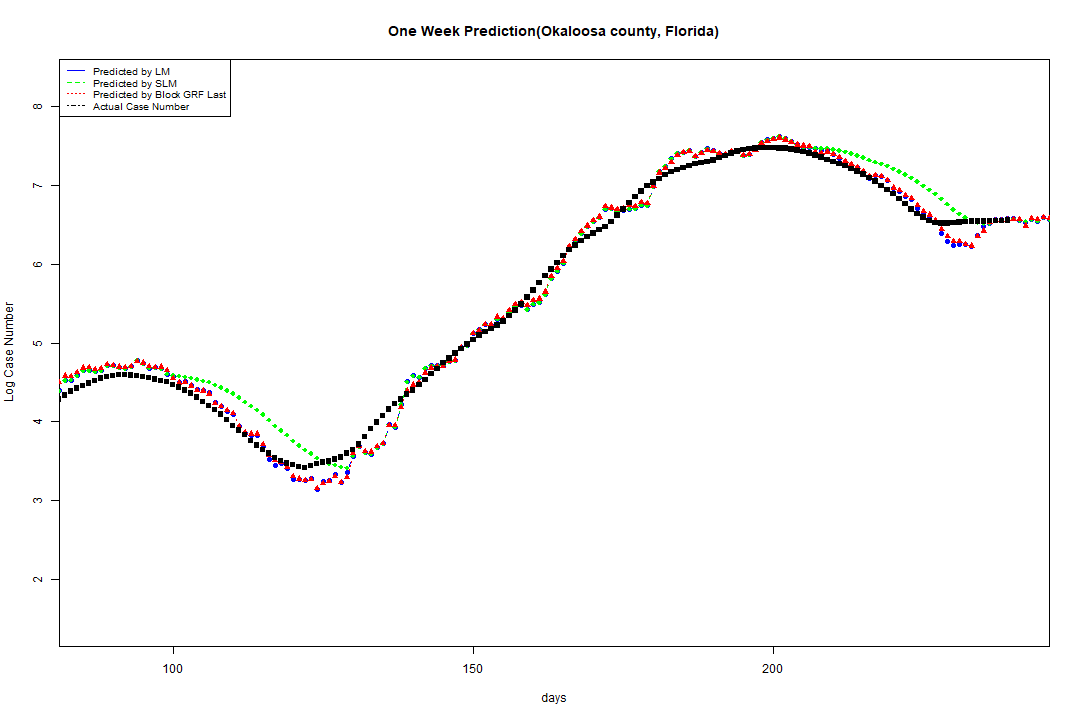 One Week Prediction(Okaloosa county, Florida)
Predicted by LM
Predicted by SLM
Predicted by Block GRF Last
Actual Case Number
8
7
6
5
4
3
2
Log Case Number
100 150 200
days